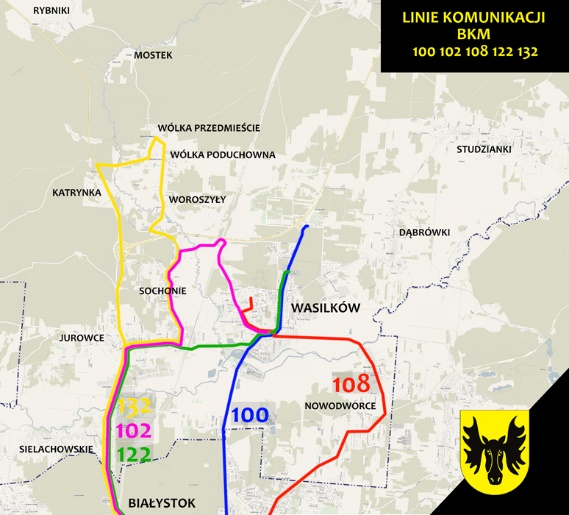 RYBNIKI
LINIE KOMUNIKACJI
BKM
100 102 108 122 132
MOSTEK
WÓLKA PRZEDMIEŚCIE
WÓLKA PODUCHOWNA
STUDZIANKI
KATRYNKA
WOROSZYŁY
DĄBRÓWKI
SOCHONIE
WASILKÓW
JUROWCE
108
132
100
NOWODWORCE
102
SIELACHOWSKIE
122
BIAŁYSTOK